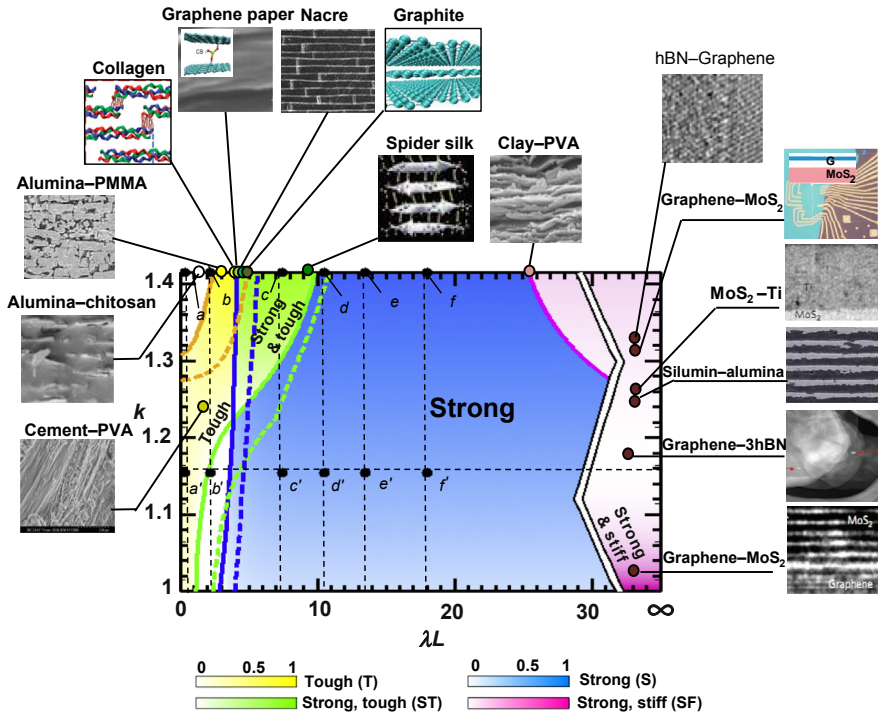 Graphene paper
Nacre
Graphite
Collagen
CB
hBN–Graphene
Spider silk
Clay–PVA
Alumina–PMMA
Graphene–MoS2
G
MoS2
Alumina–chitosan
MoS2–Ti
Ti
MoS2
Silumin–alumina
Cement–PVA
Graphene–3hBN
Graphene–MoS2
MoS2
Graphene
1.4
1.3
k
1.2
1.1
1
a
b
c
d
e
f
Strong
& tough
Tough
Strong
a'
b'
c'
d'
e'
f'
Strong
& stiff
0
10
20
30
∞
λL
0 0.5 1
Tough (T)
Strong, tough (ST)
0 0.5 1
Strong (S)
Strong, stiff (SF)